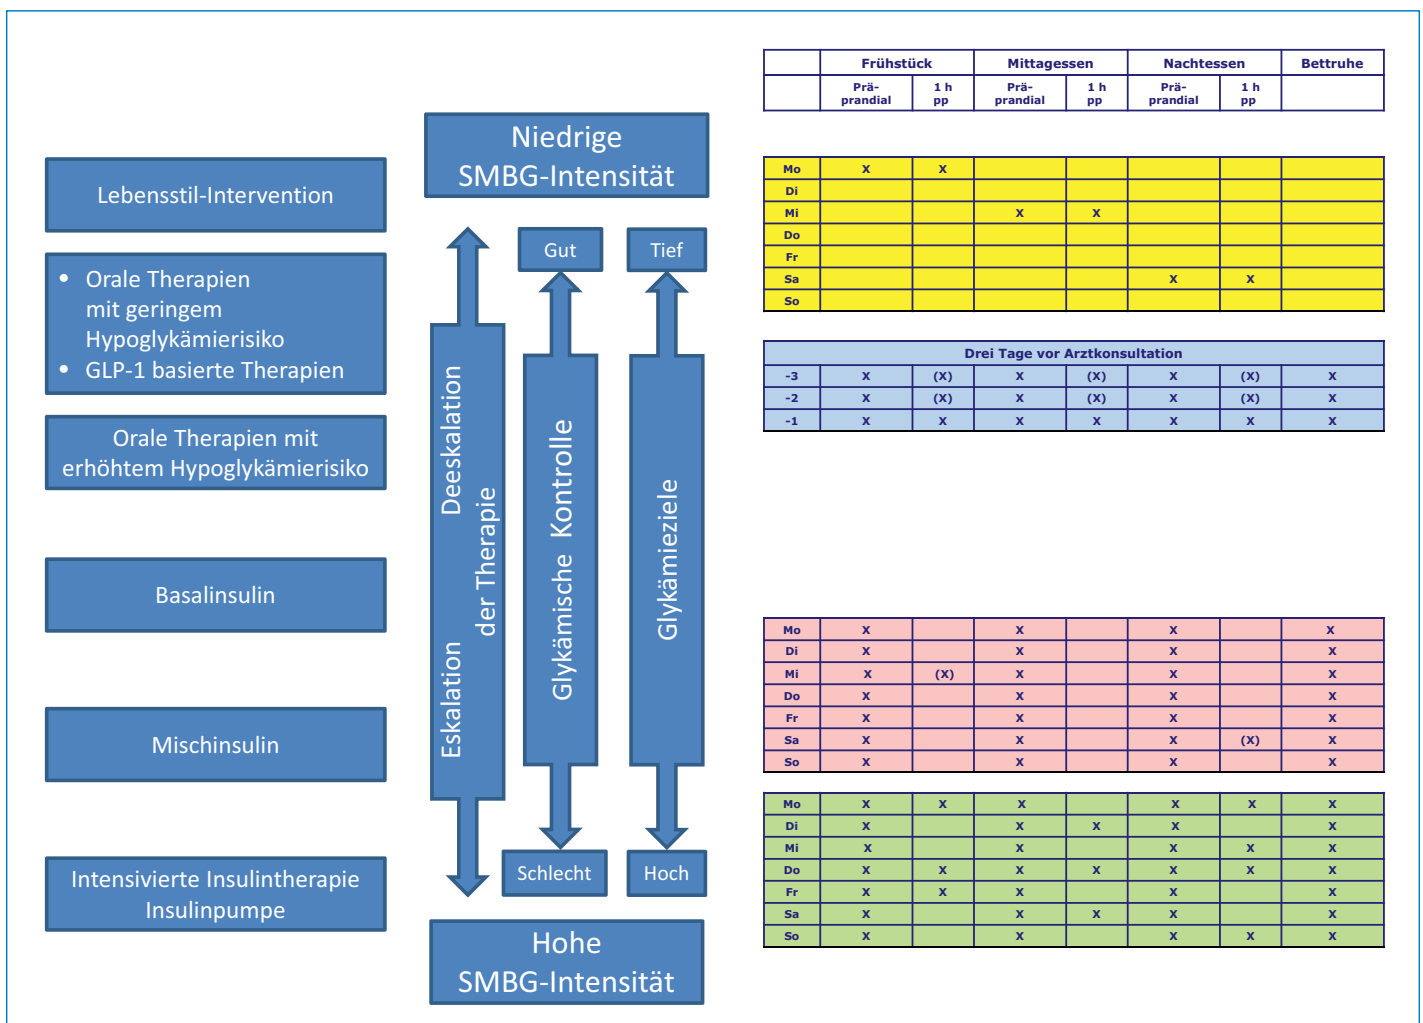 Lebensstil-Intervention
• Orale Therapien
mit geringem
Hypoglykämierisiko
• GLP-1 basierte Therapien
Orale Therapien mit
erhöhtem Hypoglykämierisiko
Basalinsulin
Mischinsulin
Intensivierte Insulintherapie
Insulinpumpe
Niedrige
SMBG-Intensität
Eskalation Deeskalation
der Therapie
Gut
Glykämische Kontrolle
Schlecht
Tief
Glykämieziele
Hoch
Hohe
SMBG-Intensität
Frühstück Mittagessen Nachtessen Bettruhe
Prä-prandial 1 h pp Prä-prandial 1 h pp Prä-prandial 1 h pp
Mo X X
Di
Mi X X
Do
Fr
Sa X X
So
Drei Tage vor Arztkonsultation
-3 X (X) X (X) X (X) X
-2 X (X) X (X) X (X) X
-1 X X X X X X X
Mo X X X X
Di X X X X
Mi X (X) X X X
Do X X X X
Fr X X X X
Sa X X X (X) X
So X X X X
Mo X X X X X X
Di X X X X X
Mi X X X X X
Do X X X X X X X
Fr X X X X X
Sa X X X X X
So X X X X X